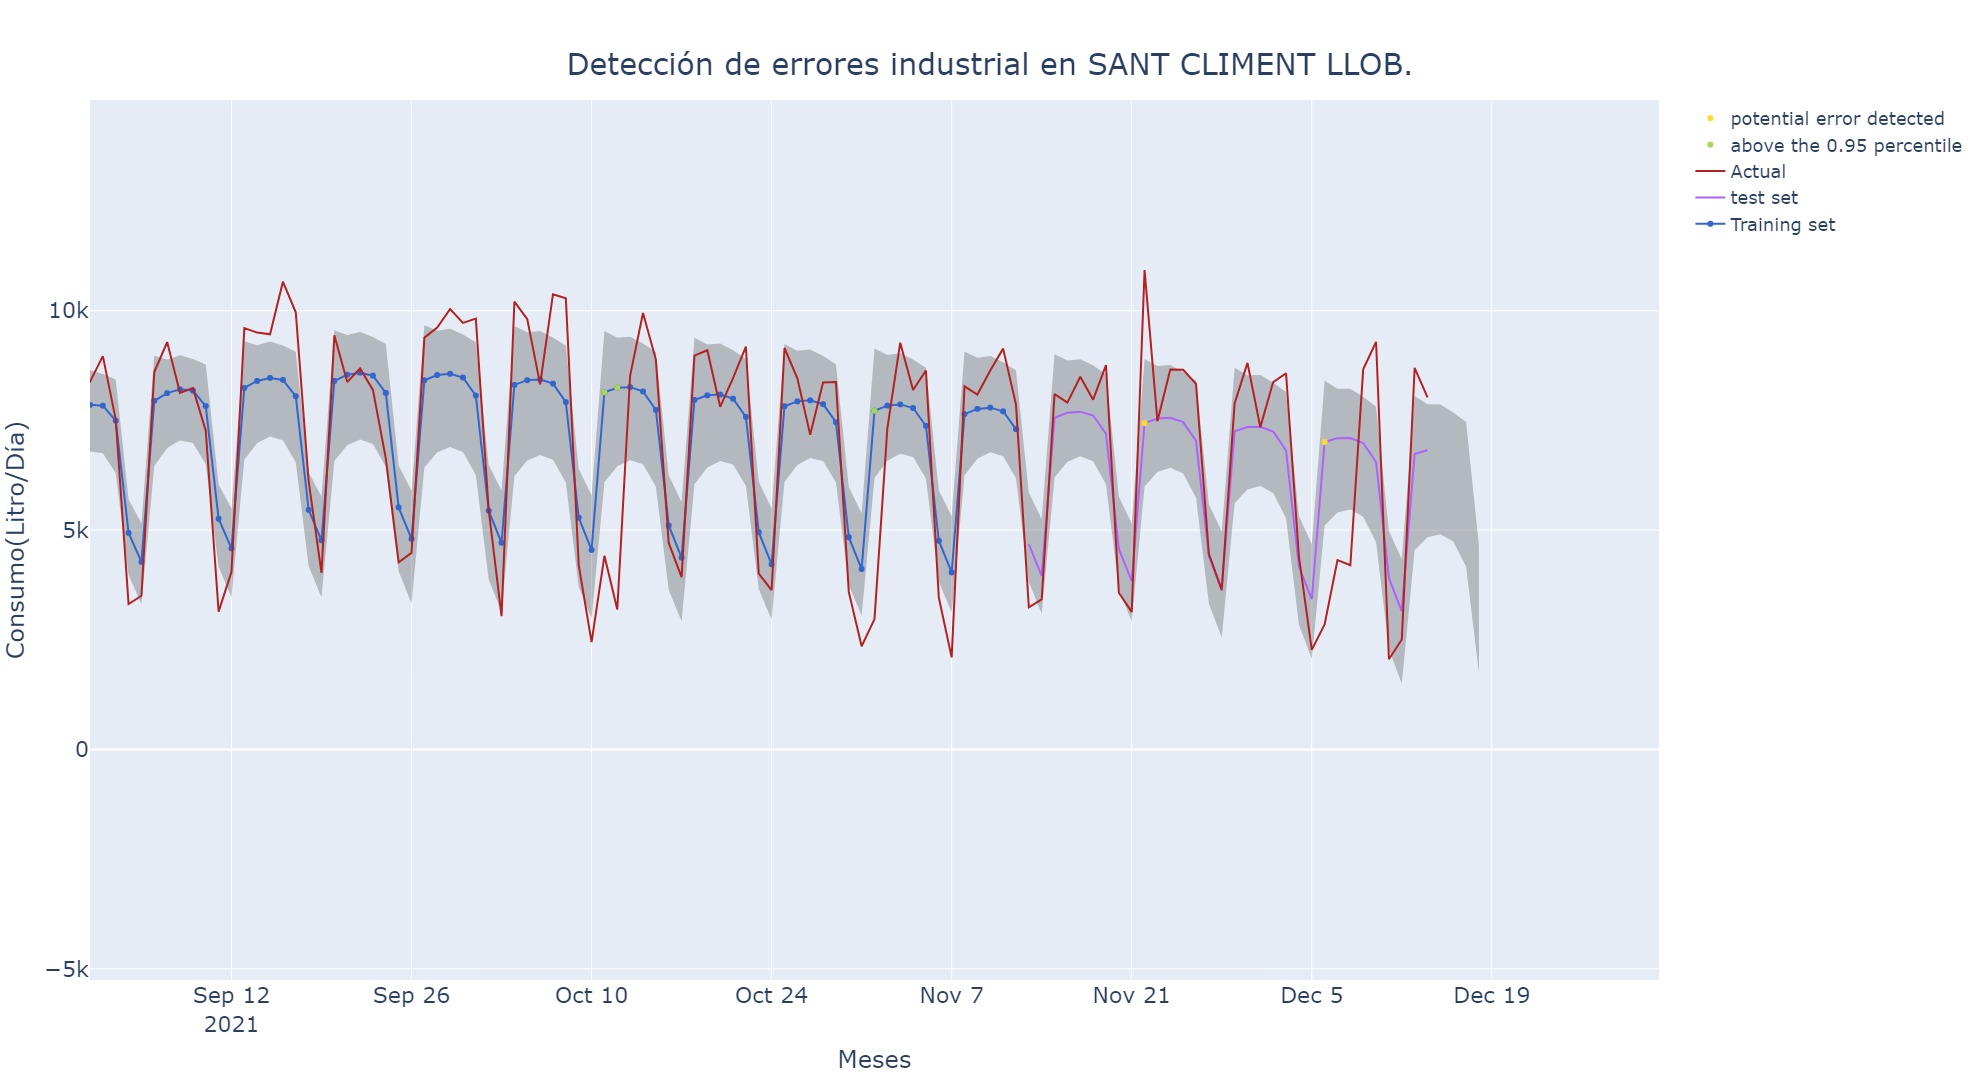 Detección de errores industrial en SANT CLIMENT LLOB.
potential error detected
above the 0.95 percentile
Actual
test set
Training set
Consumo(Litro/Día)
10k
5k
0
−5k
Sep 12
2021
Sep 26
Oct 10
Oct 24
Nov 7
Nov 21
Dec 5
Dec 19
Meses